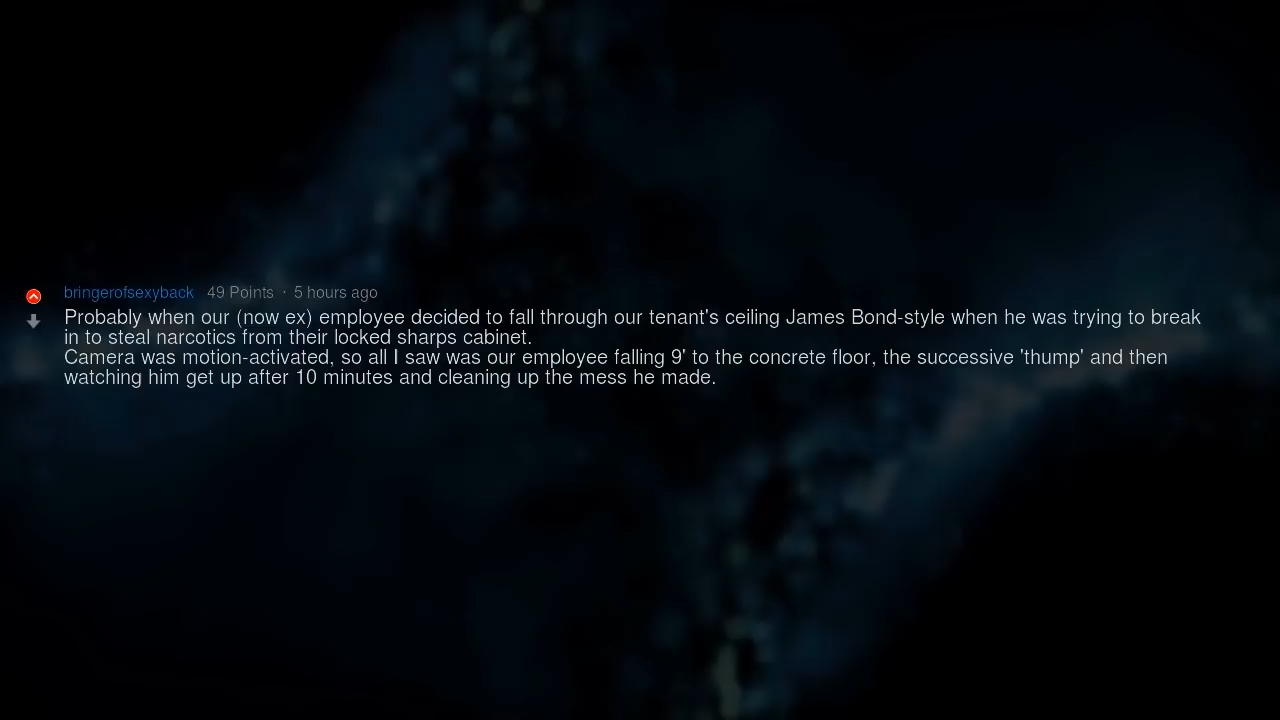 bringerofsexyback 49 Points · 5 hours ago
Probably when our (now ex) employee decided to fall through our tenant's ceiling James Bond-style when he was trying to break
in to steal narcotics from their locked sharps cabinet.
Camera was motion-activated, so all I saw was our employee falling 9' to the concrete floor, the successive 'thump' and then
watching him get up after 10 minutes and cleaning up the mess he made.